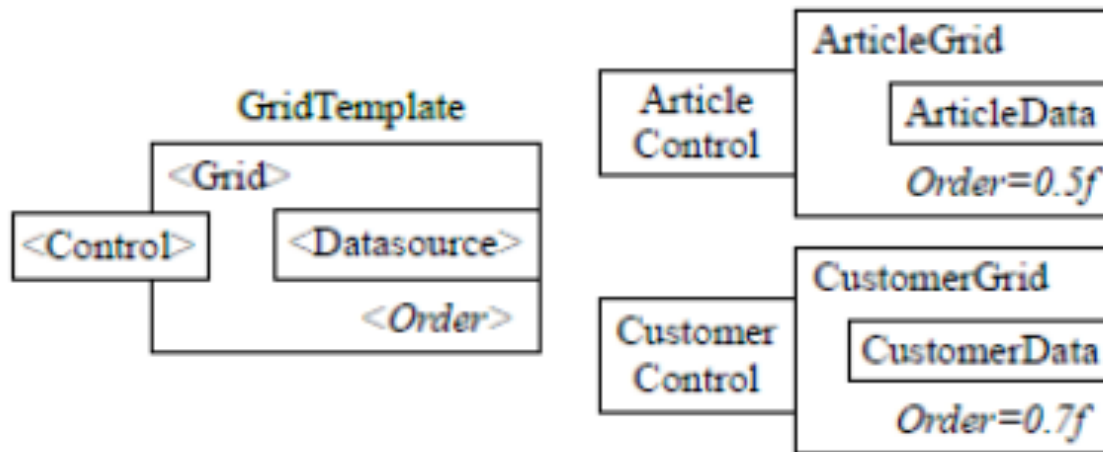 GridTemplate
<Grid>
<Control>
<Datasource>
<Order>
Article
Control
ArticleGrid
ArticleData
Order=0.5f
Customer
Control
CustomerGrid
CustomerData
Order=0.7f